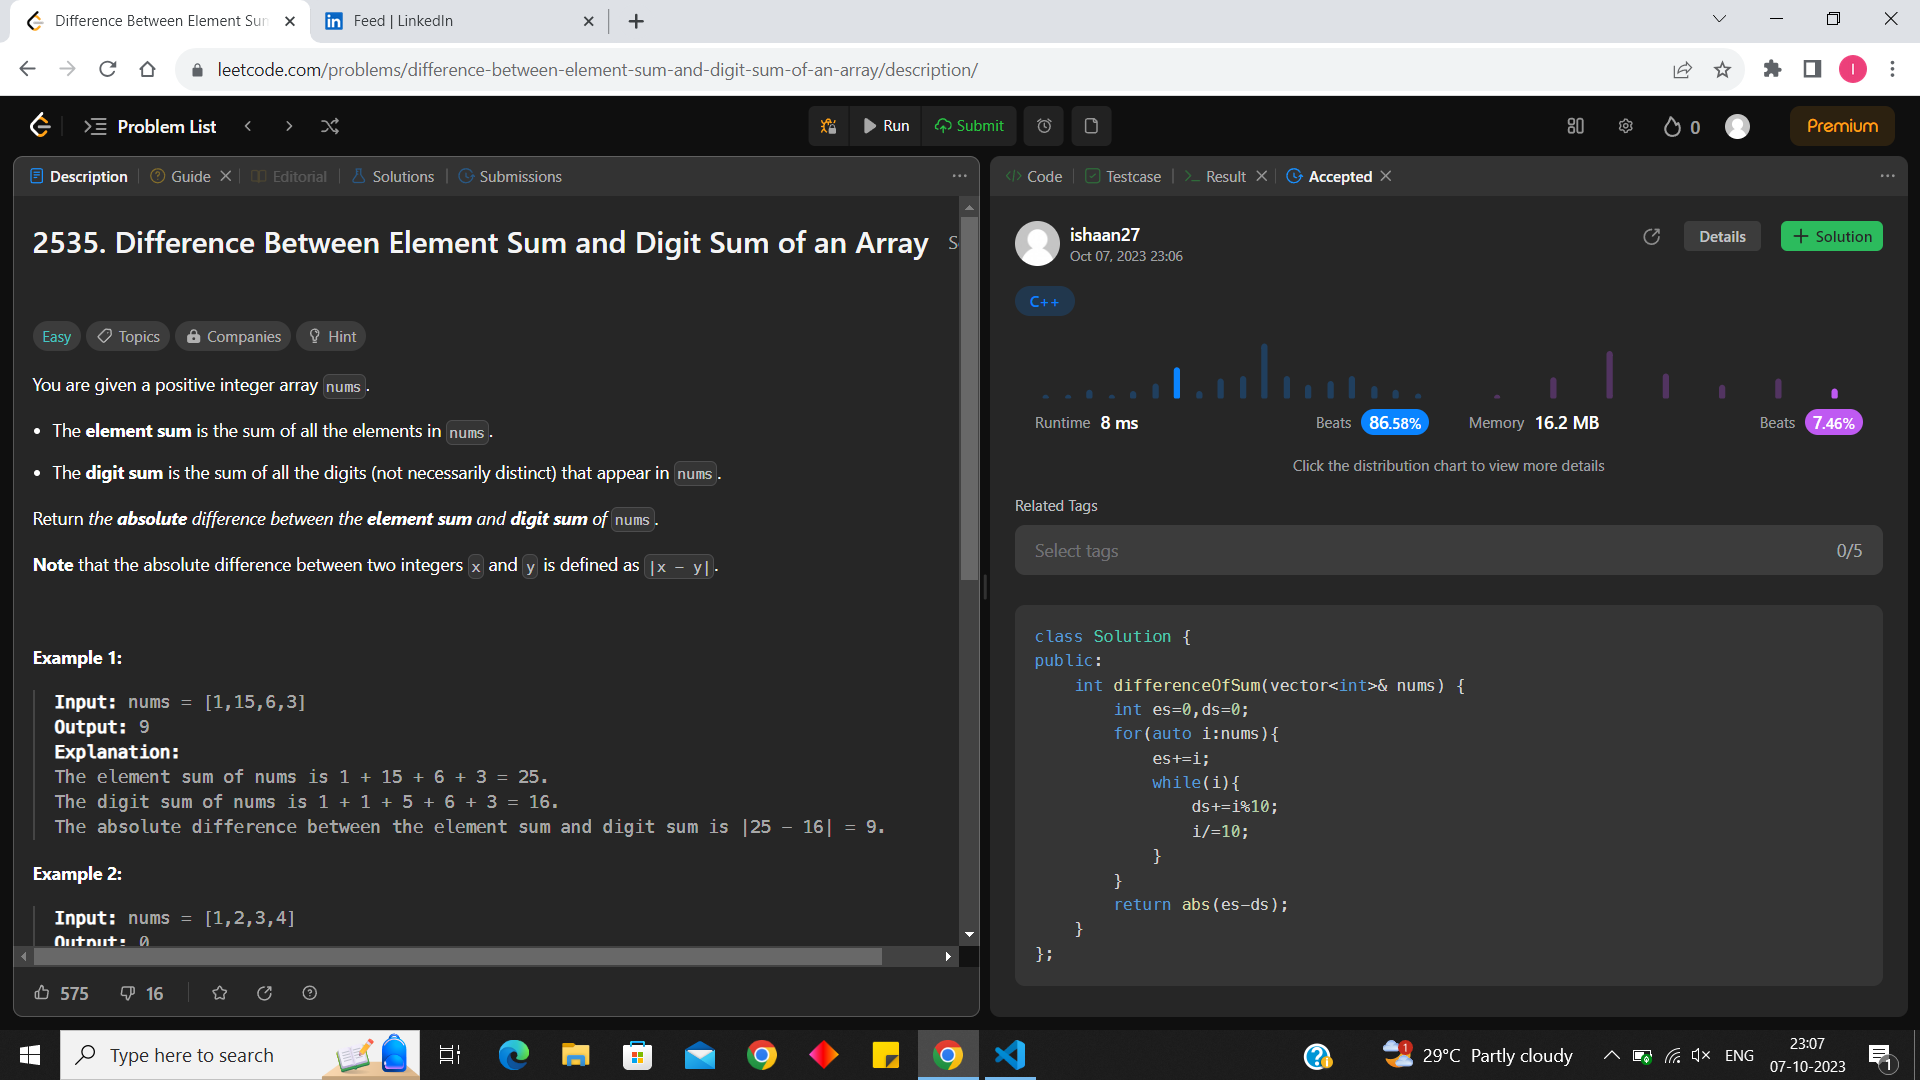 Difference Between Element Sum
Feed | LinkedIn
leetcode.com/problems/difference-between-element-sum-and-digit-sum-of-an-array/description/
I
Problem List
Run
Submit
0
Premium
Description
Guide
Editorial
Solutions
Submissions
2535. Difference Between Element Sum and Digit Sum of an Array
Easy
Topics
Companies
Hint
You are given a positive integer array nums.
• The element sum is the sum of all the elements in nums.
• The digit sum is the sum of all the digits (not necessarily distinct) that appear in nums.
Return the absolute difference between the element sum and digit sum of nums.
Note that the absolute difference between two integers x and y is defined as |x - y|.
Example 1:
Input: nums = [1,15,6,3]
Output: 9
Explanation:
The element sum of nums is 1 + 15 + 6 + 3 = 25.
The digit sum of nums is 1 + 1 + 5 + 6 + 3 = 16.
The absolute difference between the element sum and digit sum is |25 - 16| = 9.
Example 2:
Input: nums = [1,2,3,4]
Output: 0
575
16
Code
Testcase
Result
Accepted
ishaan27
Oct 07, 2023 23:06
Details
+ Solution
C++
Runtime 8 ms
Beats 86.58%
Memory 16.2 MB
Beats 7.46%
Click the distribution chart to view more details
Related Tags
Select tags
0/5
class Solution {
public:
    int differenceOfSum(vector<int>& nums) {
        int es=0,ds=0;
        for(auto i:nums){
            es+=i;
            while(i){
                ds+=i%10;
                i/=10;
            }
        }
        return abs(es-ds);
    }
};
Type here to search
1
29°C Partly cloudy
ENG
23:07
07-10-2023
1